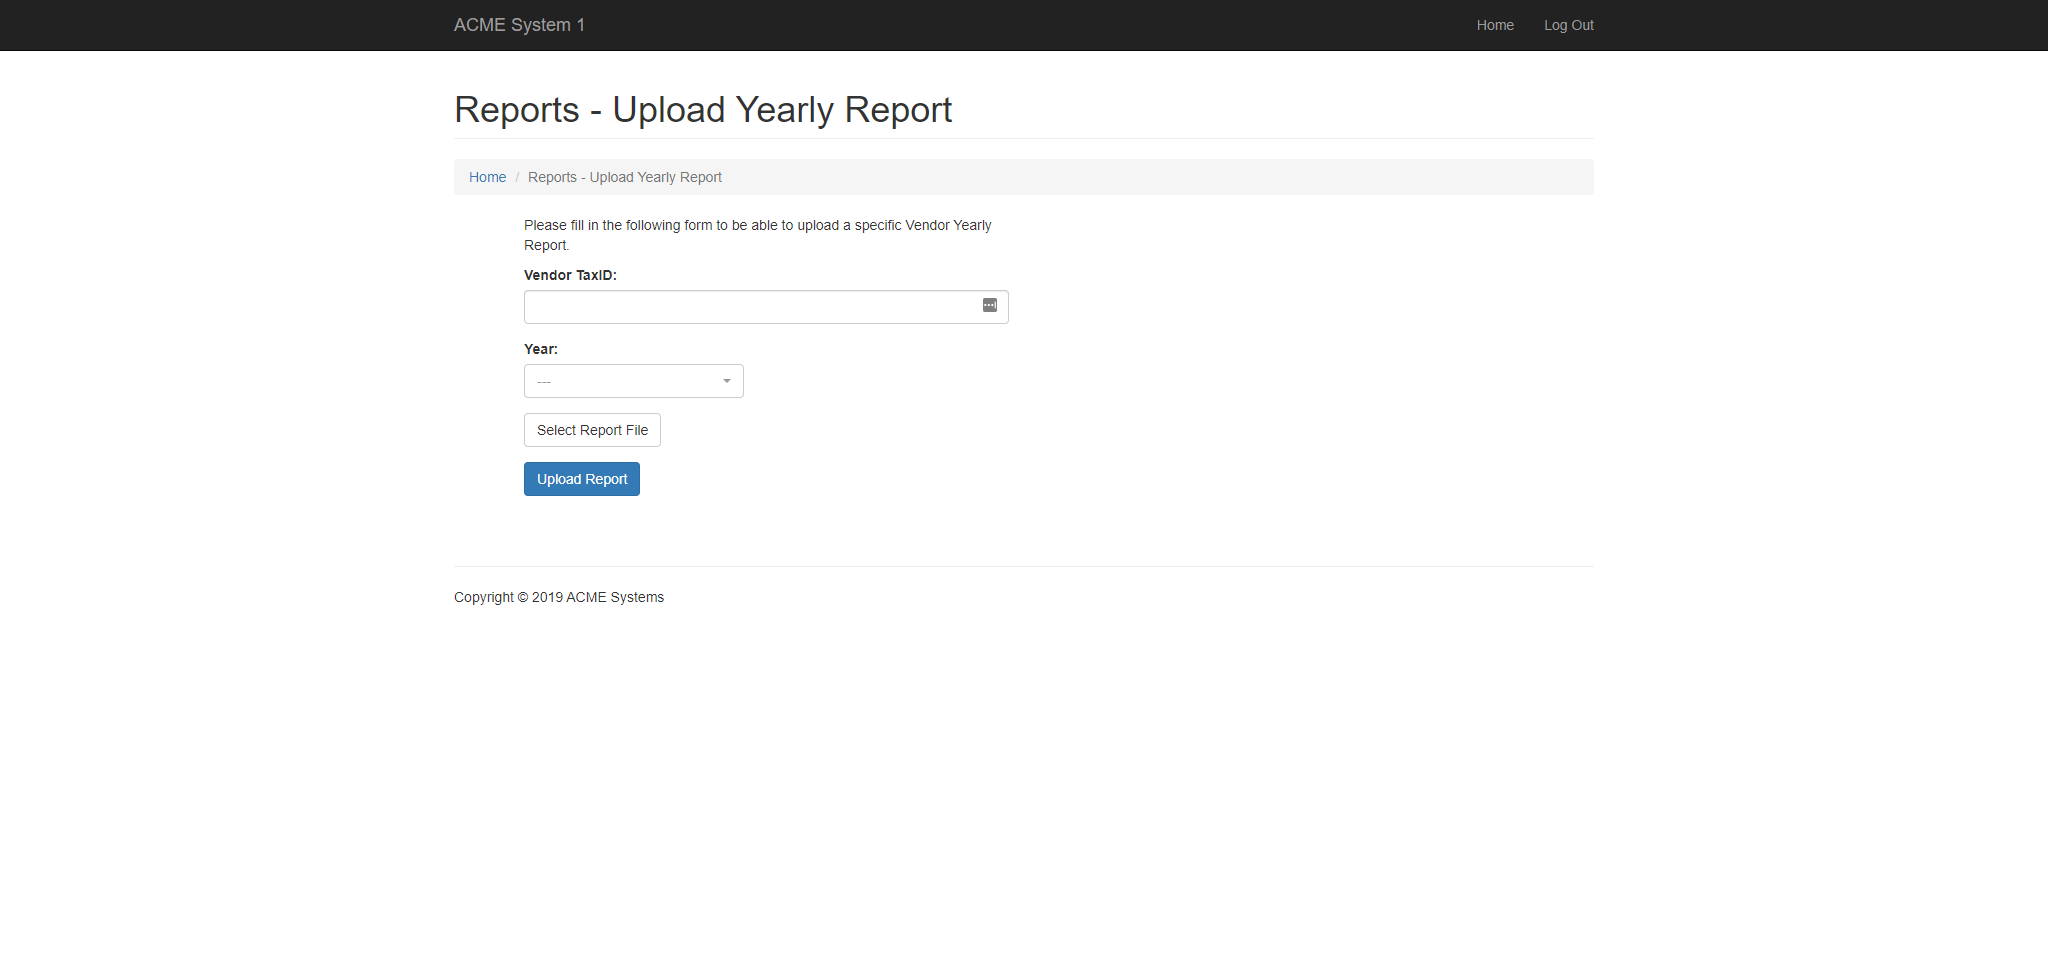 ACME System 1
Home
Log Out
Reports - Upload Yearly Report
Home / Reports - Upload Yearly Report
Please fill in the following form to be able to upload a specific Vendor Yearly
Report.
Vendor TaxID:
Year:
---
Select Report File
Upload Report
Copyright © 2019 ACME Systems